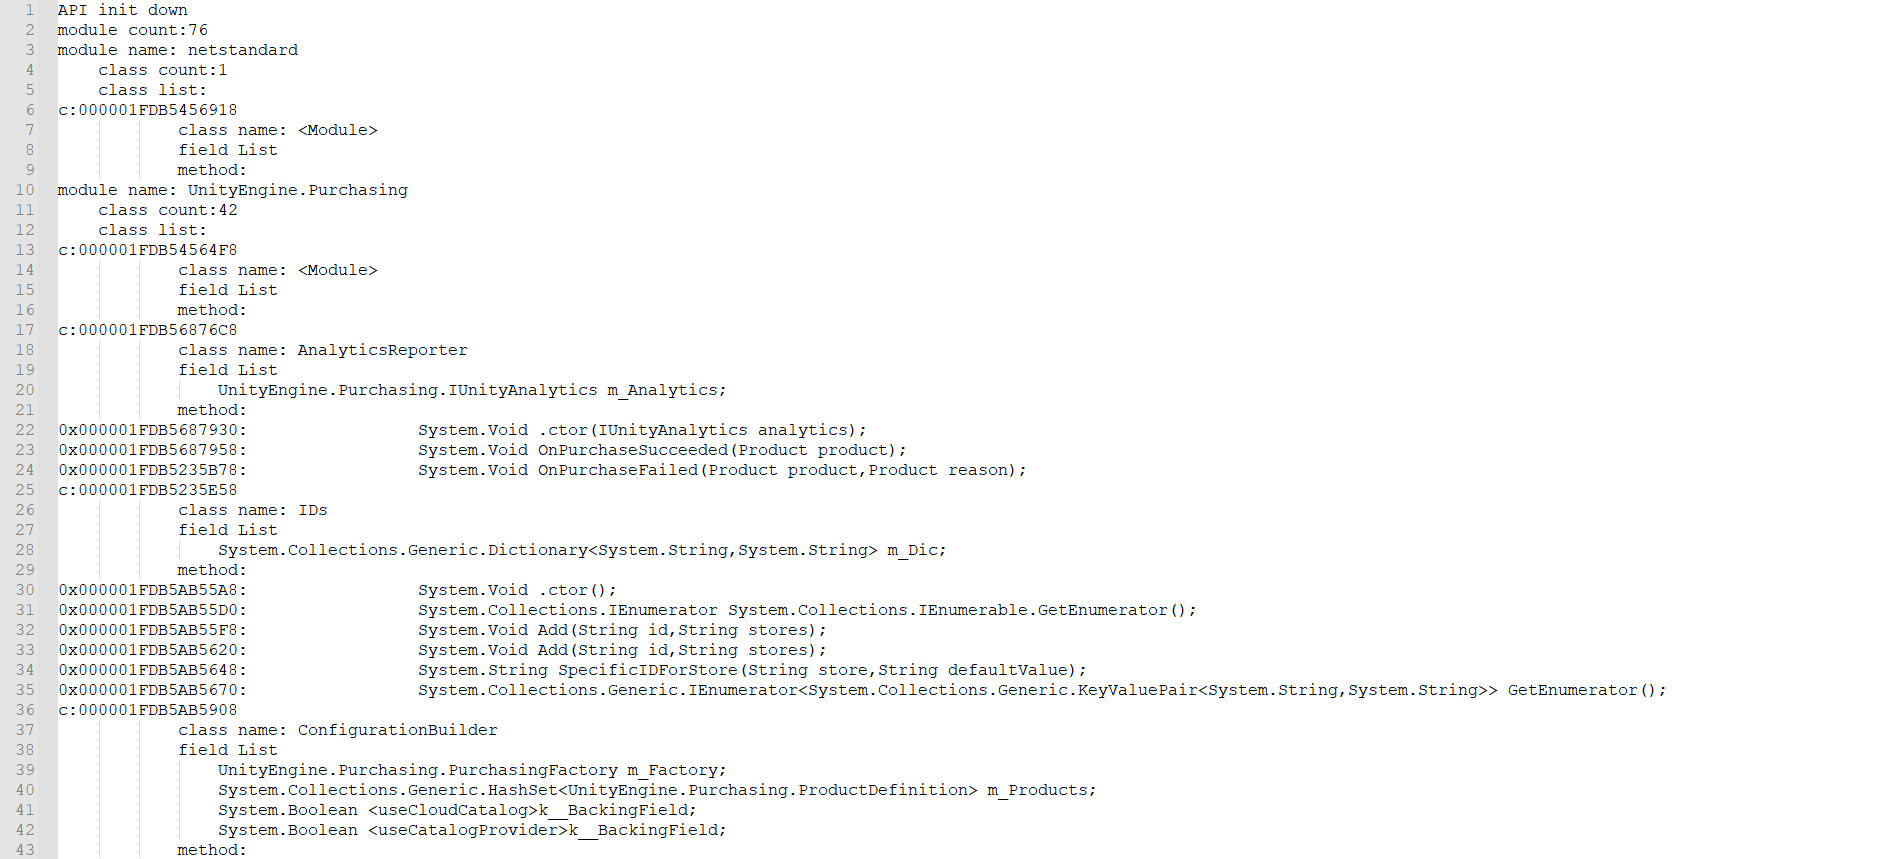 1 API init down
2 module count:76
3 module name: netstandard
4 class count:1
5 class list:
6 c:000001FDB5456918
7 class name: <Module>
8 field List
9 method:
10 module name: UnityEngine.Purchasing
11 class count:42
12 class list:
13 c:000001FDB54564F8
14 class name: <Module>
15 field List
16 method:
17 c:000001FDB56876C8
18 class name: AnalyticsReporter
19 field List
20 UnityEngine.Purchasing.IUnityAnalytics m_Analytics;
21 method:
22 0x000001FDB5687930: System.Void .ctor(IUnityAnalytics analytics);
23 0x000001FDB5687958: System.Void OnPurchaseSucceeded(Product product);
24 0x000001FDB5235B78: System.Void OnPurchaseFailed(Product product,Product reason);
25 c:000001FDB5235E58
26 class name: IDs
27 field List
28 System.Collections.Generic.Dictionary<System.String,System.String> m_Dic;
29 method:
30 0x000001FDB5AB55A8: System.Void .ctor();
31 0x000001FDB5AB55D0: System.Collections.IEnumerator System.Collections.IEnumerable.GetEnumerator();
32 0x000001FDB5AB55F8: System.Void Add(String id,String stores);
33 0x000001FDB5AB5620: System.Void Add(String id,String stores);
34 0x000001FDB5AB5648: System.String SpecificIDForStore(String store,String defaultValue);
35 0x000001FDB5AB5670: System.Collections.Generic.IEnumerator<System.Collections.Generic.KeyValuePair<System.String,System.String>> GetEnumerator();
36 c:000001FDB5AB5908
37 class name: ConfigurationBuilder
38 field List
39 UnityEngine.Purchasing.PurchasingFactory m_Factory;
40 System.Collections.Generic.HashSet<UnityEngine.Purchasing.ProductDefinition> m_Products;
41 System.Boolean <useCloudCatalog>k__BackingField;
42 System.Boolean <useCatalogProvider>k__BackingField;
43 method: